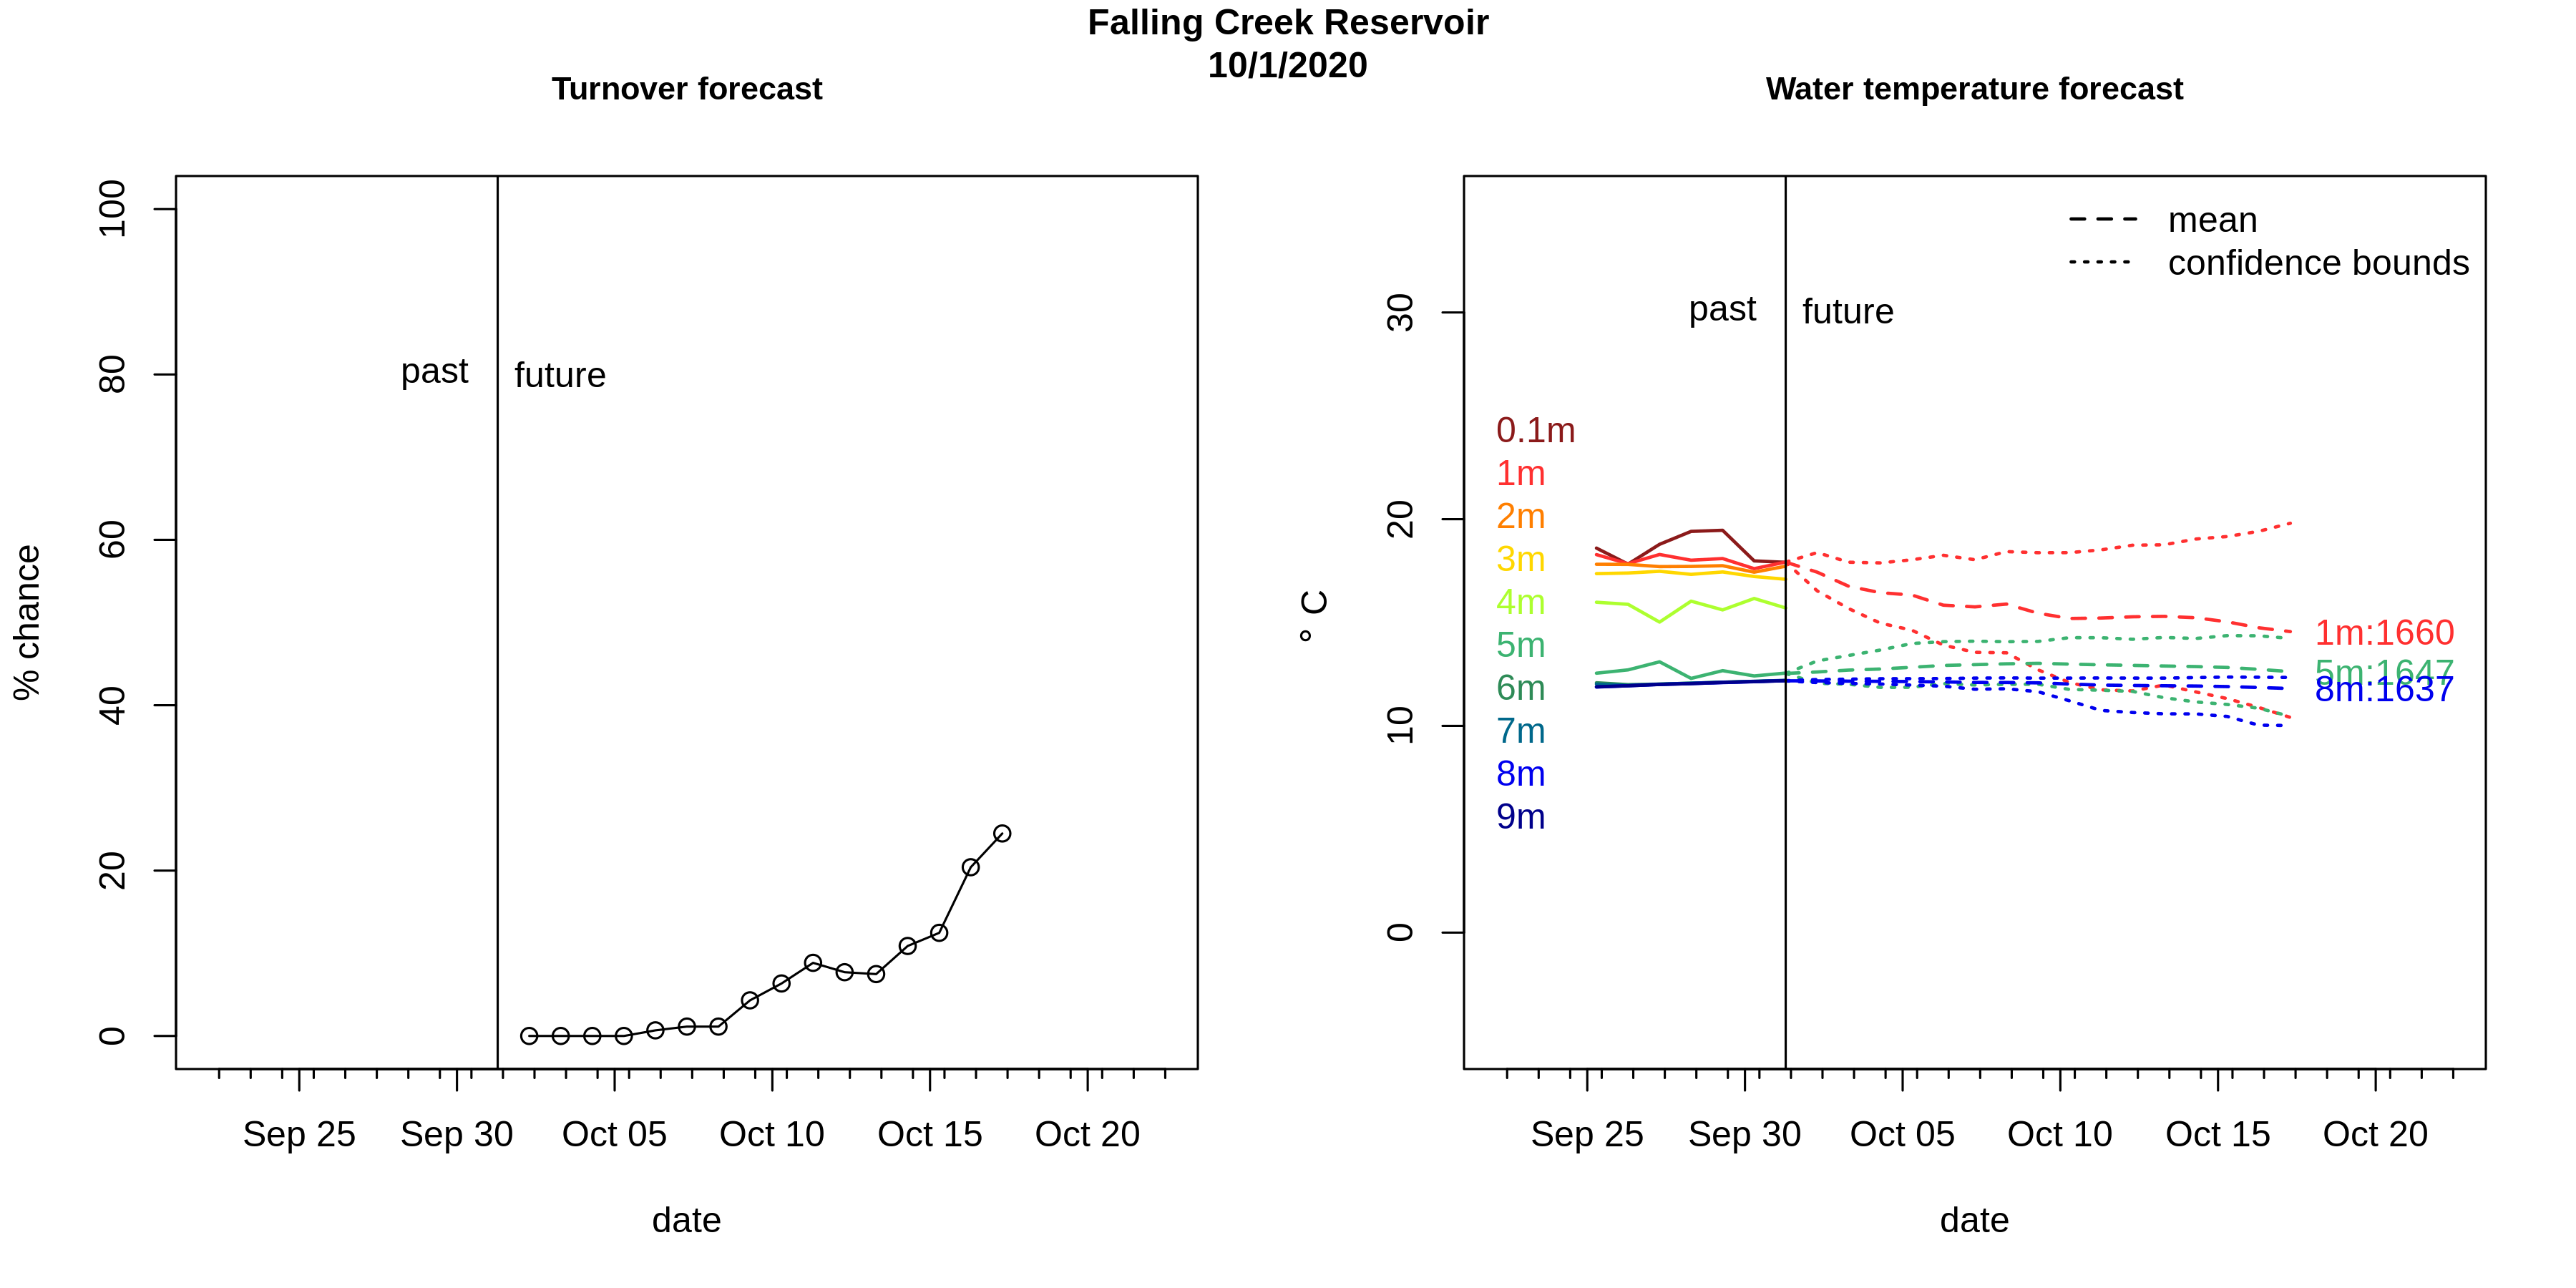 Falling Creek Reservoir
10/1/2020
Turnover forecast
% chance
100
80
60
40
20
0
past
future
Sep 25
Sep 30
Oct 05
Oct 10
Oct 15
Oct 20
date
Water temperature forecast
° C
30
20
10
0
mean
confidence bounds
past
future
0.1m
1m
2m
3m
4m
5m
6m
7m
8m
9m
1m:1660
5m:1647
8m:1637
Sep 25
Sep 30
Oct 05
Oct 10
Oct 15
Oct 20
date